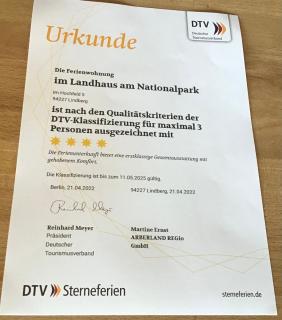 DTV
Deutscher
Tourismusverband
Urkunde
Die Ferienwohnung
im Landhaus am Nationalpark
Im Hochfeld 9
94227 Lindberg
ist nach den Qualitätskriterien der
DTV-Klassifizierung für maximal 3
Personen ausgezeichnet mit
Die Ferienunterkunft bietet eine erstklassige Gesamtausstattung mit
gehobenem Komfort.
Die Klassifizierung ist bis zum 11.05.2025 gültig.
Berlin, 21.04.2022 94227 Lindberg, 21.04.2022
Reinhard Meyer Martine Ernst
Präsident ARBERLAND REGio
Deutscher GmbH
Tourismusverband
DTV Sterneferien sterneferien.de